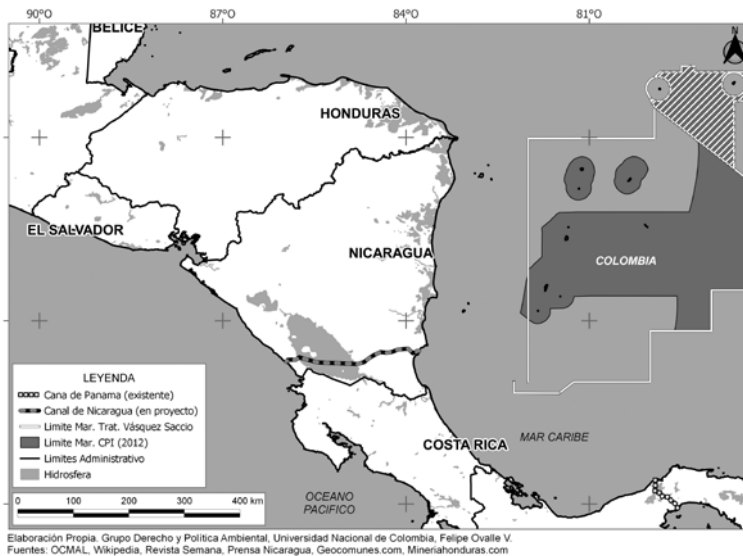 90°O 87°O 84°O 81°O
BELICE
HONDURAS
EL SALVADOR
NICARAGUA
COLOMBIA
COSTA RICA
MAR CARIBE
OCEANO
PACIFICO
LEYENDA
Cana de Panama (existente)
Canal de Nicaragua (en proyecto)
Limite Mar. Trat. Vásquez Saccio
Limite Mar. CPI (2012)
Limites Administrativo
Hidrosfera
0 100 200 300 400 km
Elaboración Propia. Grupo Derecho y Política Ambiental, Universidad Nacional de Colombia, Felipe Ovalle V.
Fuentes: OCMAL, Wikipedia, Revista Semana, Prensa Nicaragua, Geocomunes.com, Mineriahonduras.com